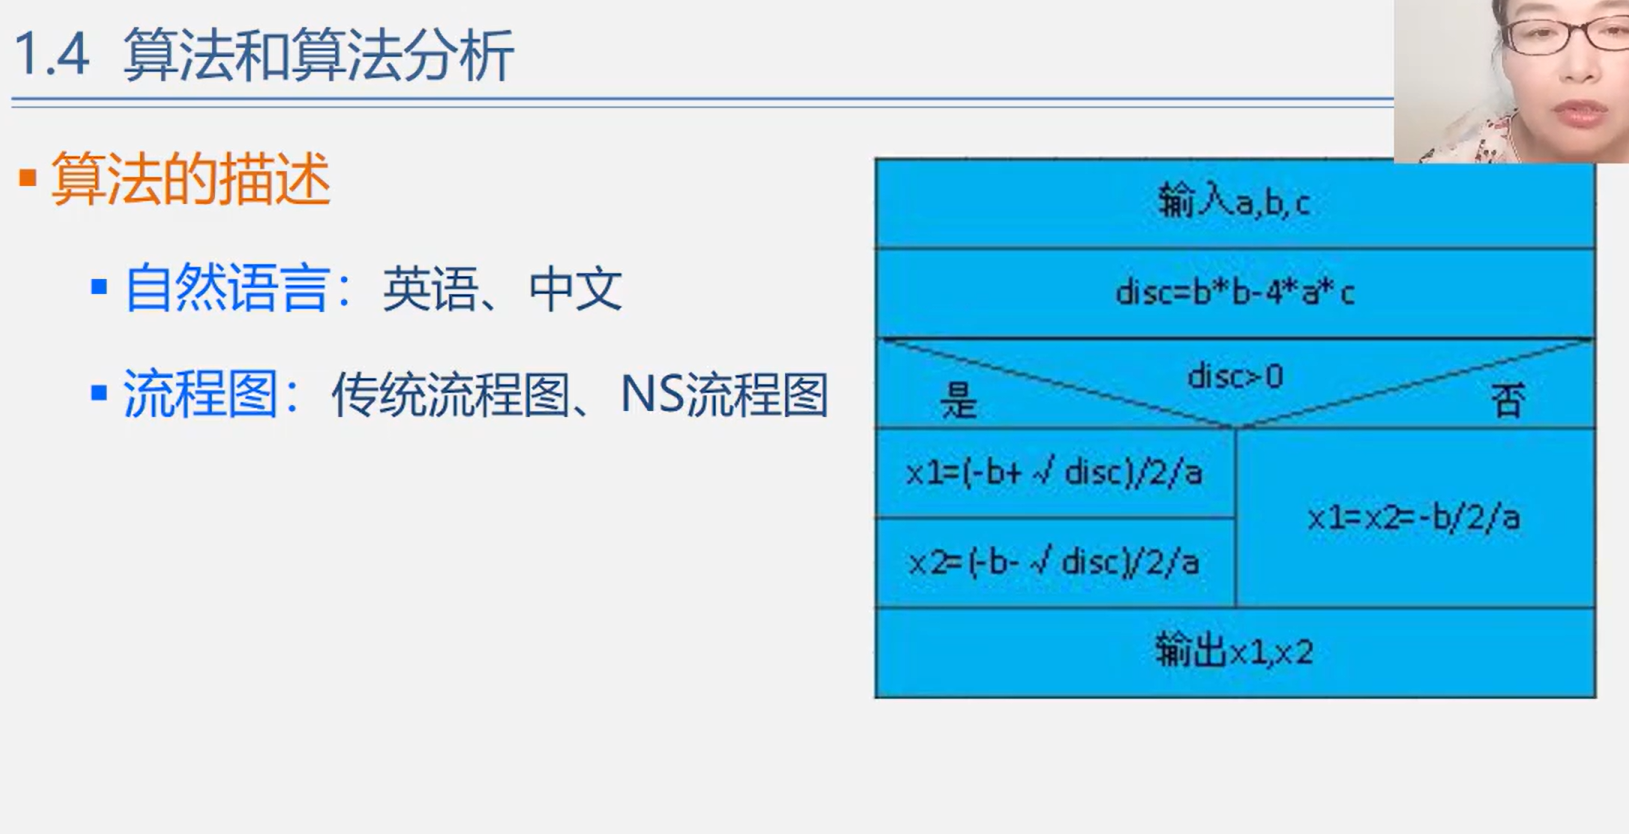 1.4 算法和算法分析
算法的描述
自然语言：英语、中文
流程图：传统流程图、NS流程图
输入a,b,c
disc=b*b-4*a*c
disc>0
是
否
x1=(-b+√disc)/2/a
x2=(-b-√disc)/2/a
x1=x2=-b/2/a
输出x1,x2